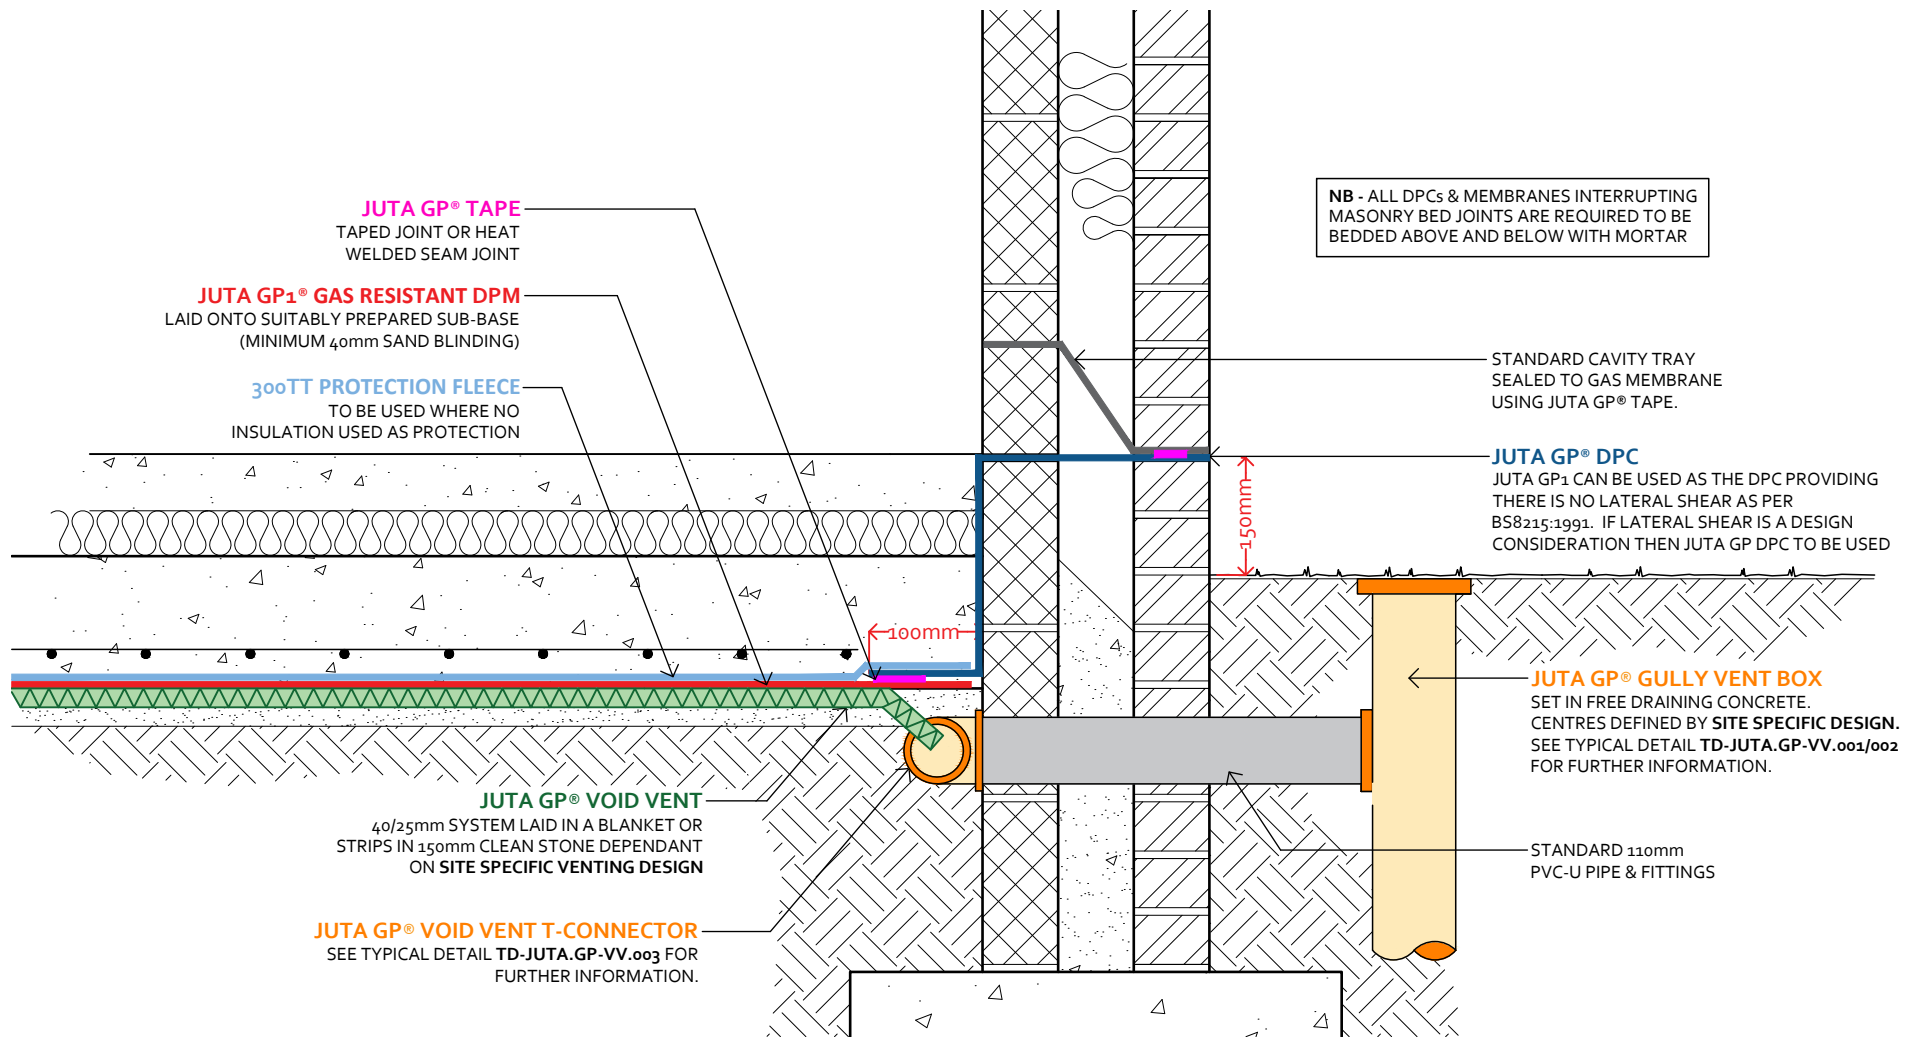 JUTA GP® TAPE
TAPED JOINT OR HEAT
WELDED SEAM JOINT
JUTA GP1® GAS RESISTANT DPM
LAID ONTO SUITABLY PREPARED SUB-BASE
(MINIMUM 40mm SAND BLINDING)
300TT PROTECTION FLEECE
TO BE USED WHERE NO
INSULATION USED AS PROTECTION
100mm
JUTA GP® VOID VENT
40/25mm SYSTEM LAID IN A BLANKET OR
STRIPS IN 150mm CLEAN STONE DEPENDANT
ON SITE SPECIFIC VENTING DESIGN
JUTA GP® VOID VENT T-CONNECTOR
SEE TYPICAL DETAIL TD-JUTA.GP-VV.003 FOR
FURTHER INFORMATION.
NB - ALL DPCs & MEMBRANES INTERRUPTING
MASONRY BED JOINTS ARE REQUIRED TO BE
BEDDED ABOVE AND BELOW WITH MORTAR
STANDARD CAVITY TRAY
SEALED TO GAS MEMBRANE
USING JUTA GP® TAPE.
150mm
JUTA GP® DPC
JUTA GP1 CAN BE USED AS THE DPC PROVIDING
THERE IS NO LATERAL SHEAR AS PER
BS8215:1991. IF LATERAL SHEAR IS A DESIGN
CONSIDERATION THEN JUTA GP DPC TO BE USED
JUTA GP® GULLY VENT BOX
SET IN FREE DRAINING CONCRETE.
CENTRES DEFINED BY SITE SPECIFIC DESIGN.
SEE TYPICAL DETAIL TD-JUTA.GP-VV.001/002
FOR FURTHER INFORMATION.
STANDARD 110mm
PVC-U PIPE & FITTINGS